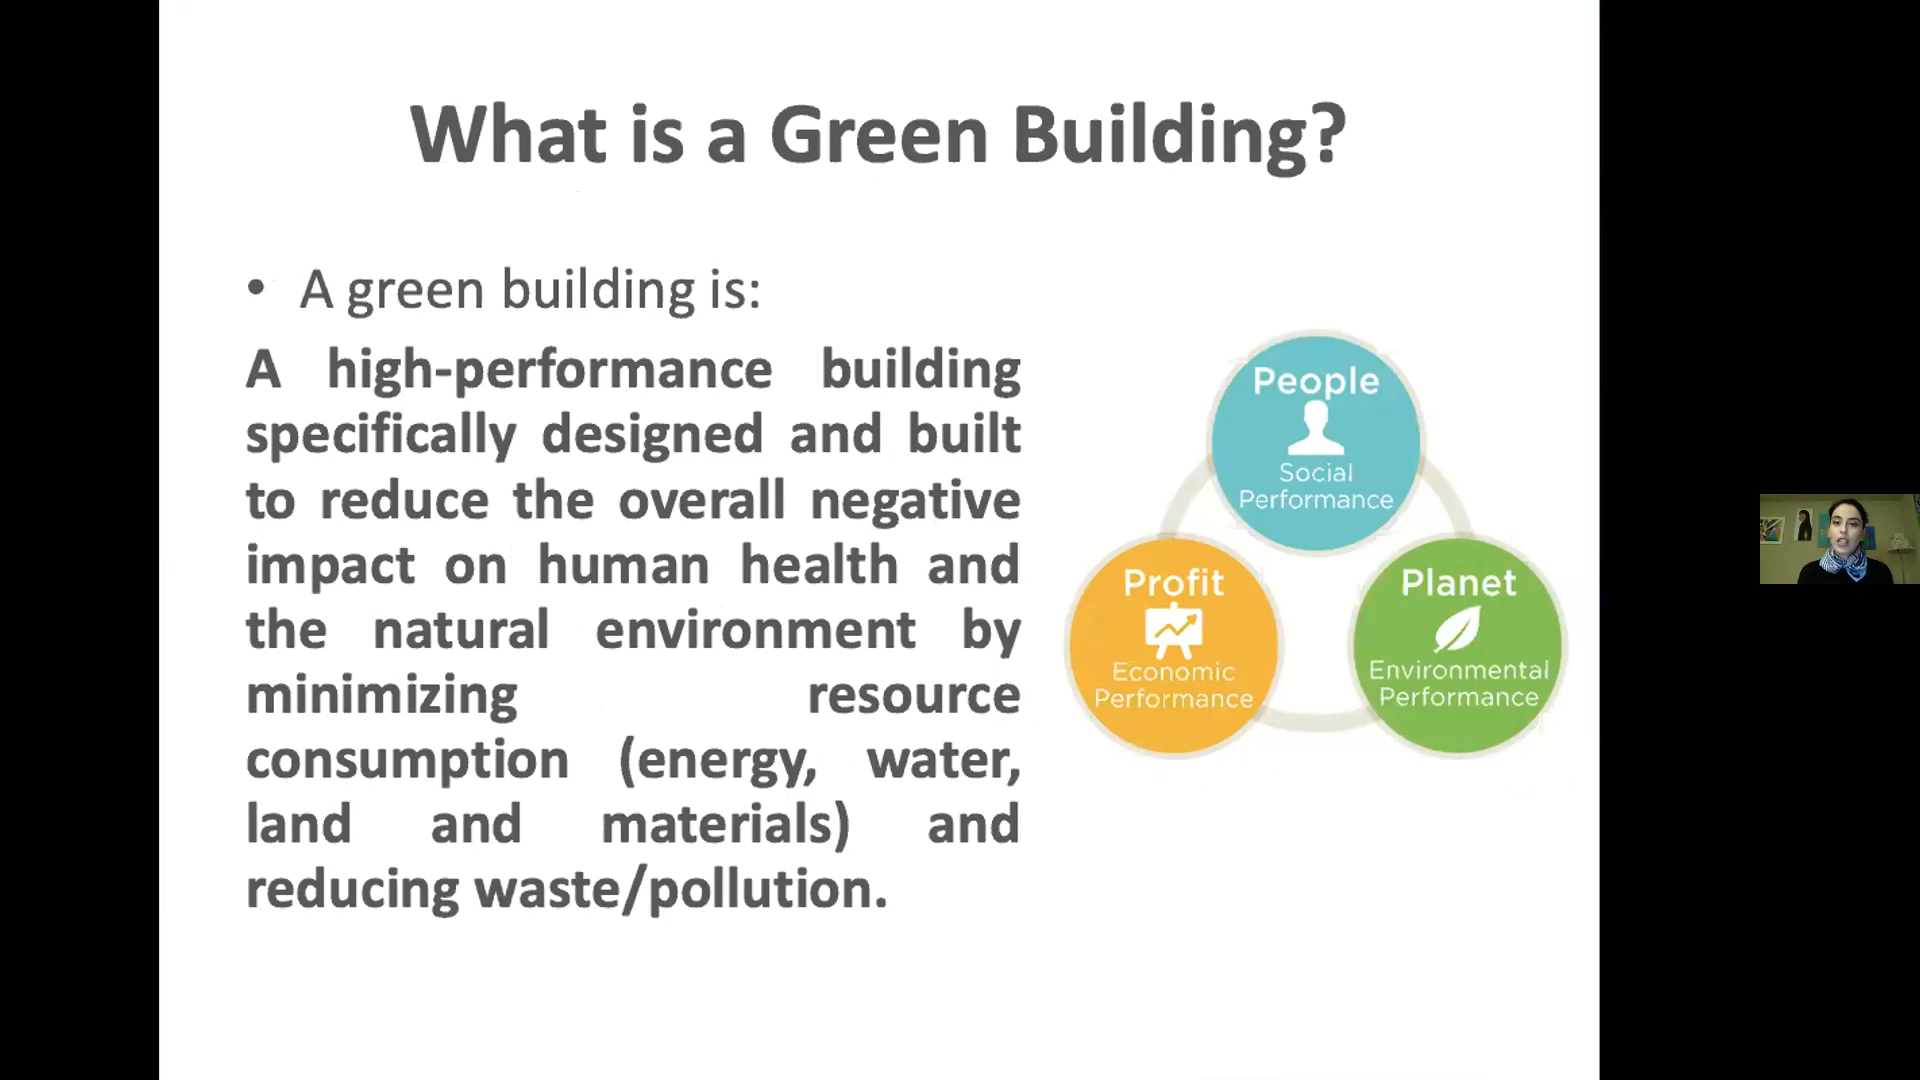 What is a Green Building?
• A green building is:
A high-performance building
specifically designed and built
to reduce the overall negative
impact on human health and
the natural environment by
minimizing resource
consumption (energy, water,
land and materials) and
reducing waste/pollution.
People
Social
Performance
Profit
Economic
Performance
Planet
Environmental
Performance